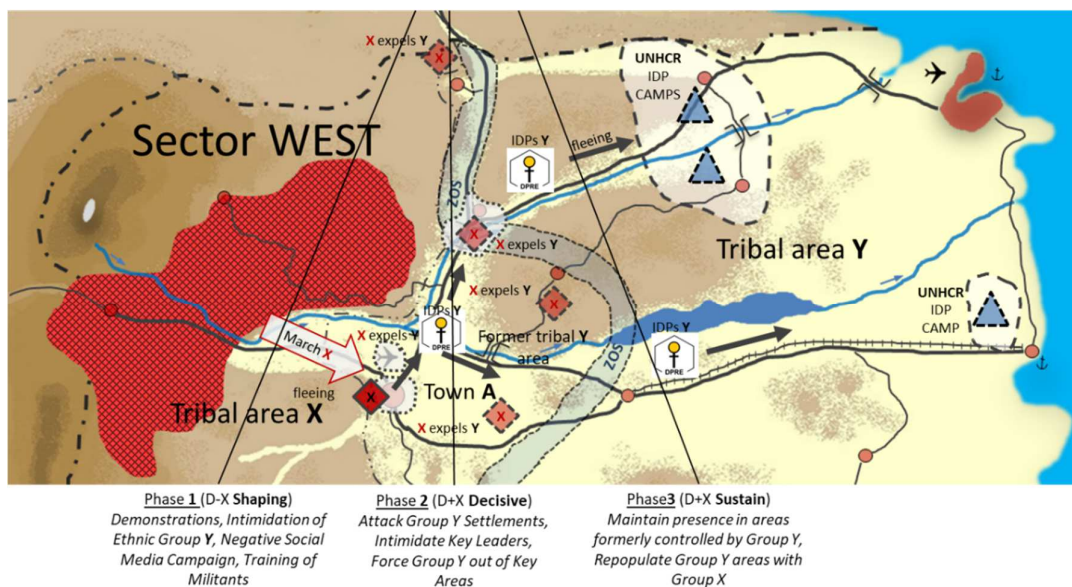 X expels Y
X
UNHCR
IDP
CAMPS
Sector WEST
IDPs Y
fleeing
DPRE
ZOS
X
X expels Y
Tribal area Y
X expels Y
X
UNHCR
IDP
CAMP
IDPs Y
DPRE
X expels Y
Former tribal Y
area
IDPs Y
DPRE
ZOS
March X
fleeing
X
Tribal area X
Town A
X
X expels Y
Phase 1 (D-X Shaping)
Demonstrations, Intimidation of
Ethnic Group Y, Negative Social
Media Campaign, Training of
Militants
Phase 2 (D+X Decisive)
Attack Group Y Settlements,
Intimidate Key Leaders,
Force Group Y out of Key
Areas
Phase3 (D+X Sustain)
Maintain presence in areas
formerly controlled by Group Y,
Repopulate Group Y areas with
Group X